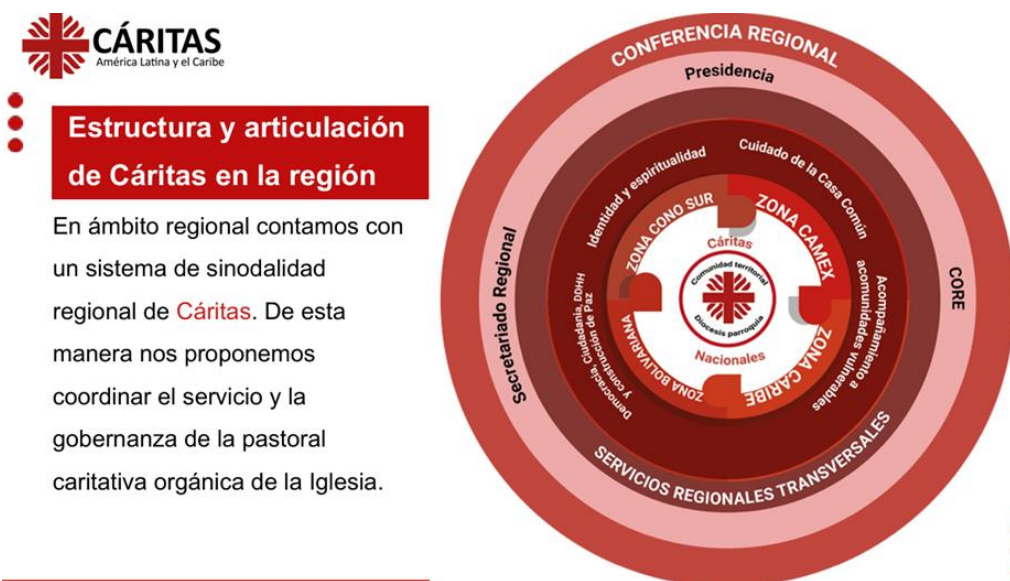 CÁRITAS
América Latina y el Caribe
Estructura y articulación
de Cáritas en la región
En ámbito regional contamos con
un sistema de sinodalidad
regional de Cáritas. De esta
manera nos proponemos
coordinar el servicio y la
gobernanza de la pastoral
caritativa orgánica de la Iglesia.
CONFERENCIA REGIONAL
Presidencia
Secretariado Regional
CORE
SERVICIOS REGIONALES TRANSVERSALES
Identidad y espiritualidad
Cuidado de la Casa Común
Democracia, Ciudadanía, DDHH
y construcción de Paz
Acompañamiento a
acomunidades vulnerables
ZONA CONO SUR
ZONA CAMEX
ZONA BOLIVARIANA
ZONA CARIBE
Cáritas
Comunidad territorial
Diocesis parroquia
Nacionales